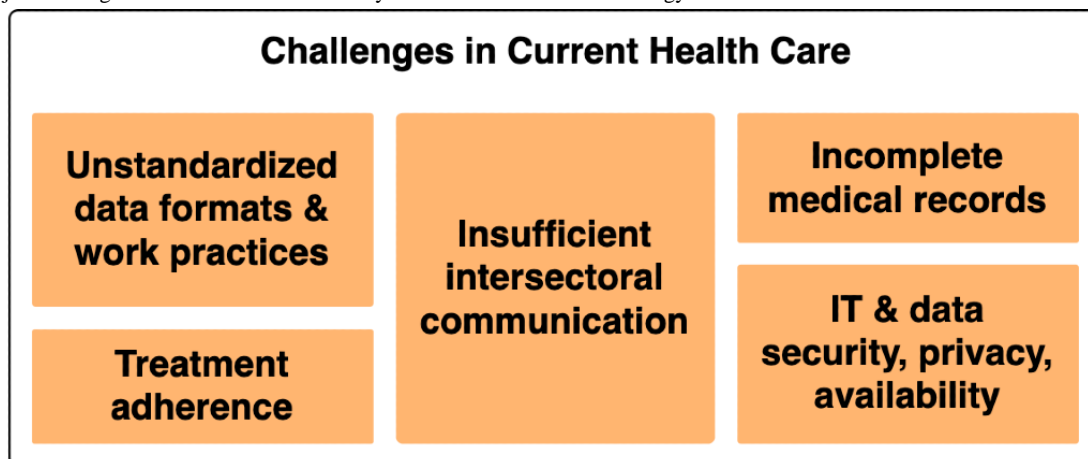 Challenges in Current Health Care
Unstandardized
data formats &
work practices
Treatment
adherence
Insufficient
intersectoral
communication
Incomplete
medical records
IT & data
security, privacy,
availability